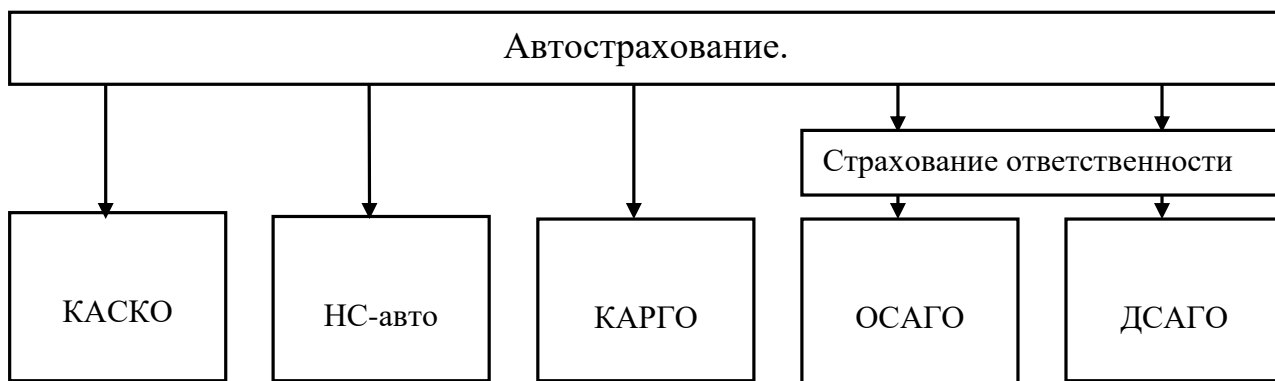 Автострахование.
Страхование ответственности
КАСКО
НС-авто
КАРГО
ОСАГО
ДСАГО